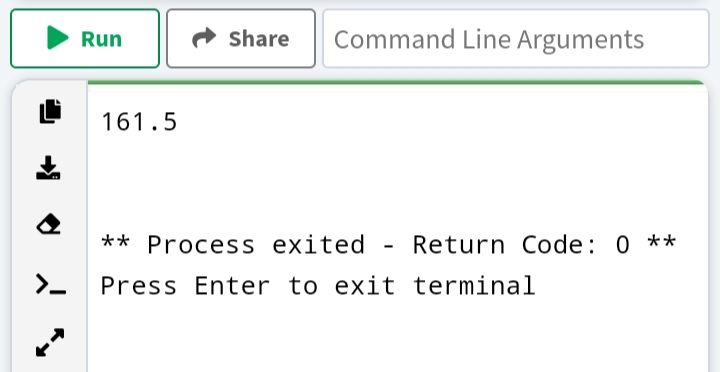 Run Share Command Line Arguments
161.5
** Process exited - Return Code: 0 **
Press Enter to exit terminal